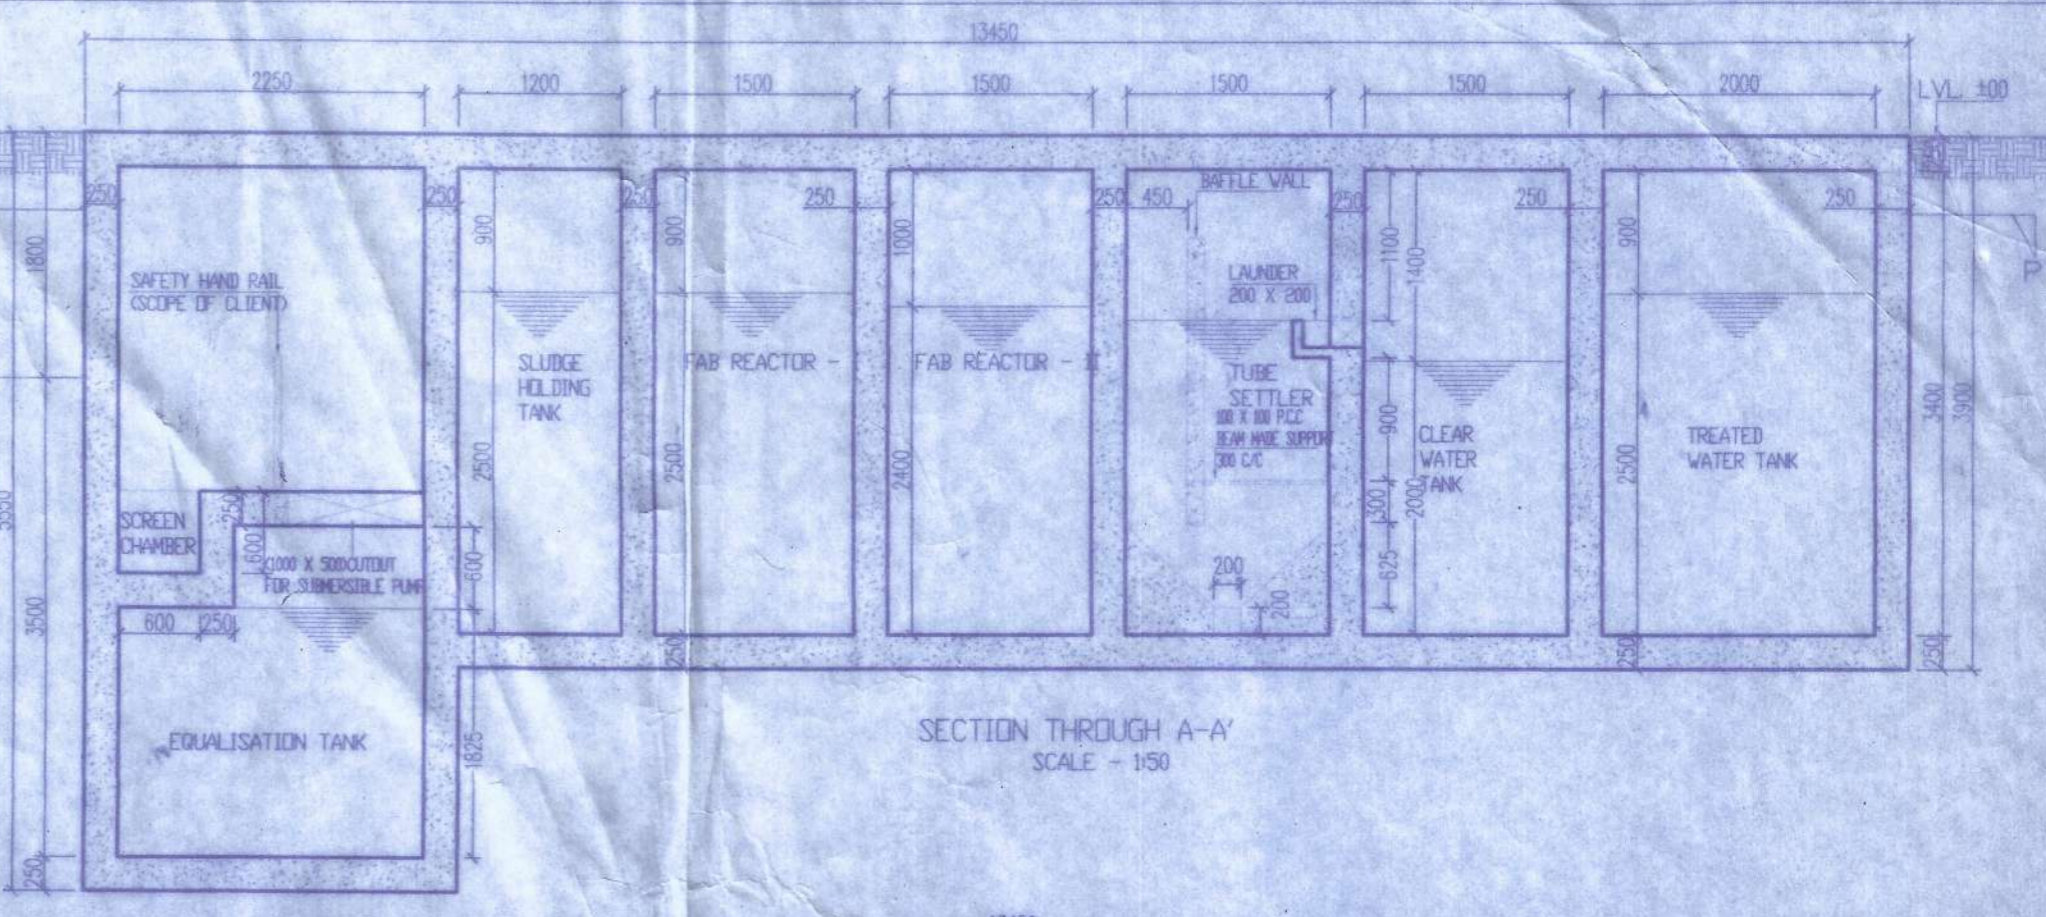 13450
2250
1200
1500
1500
1500
1500
2000
LVL. ±00
250
250
250
250
250
450
BAFFLE WALL
250
250
250
1800
900
900
1000
1100
1400
900
SAFETY HAND RAIL
(SCOPE OF CLIENT)
LAUNDER
200 X 200
P
SLUDGE
HOLDING
TANK
FAB REACTOR -
FAB REACTOR - II
TUBE
SETTLER
100 X 100 P.C.C
BEAM MADE SUPPORT
300 C/C
900
CLEAR
WATER
TANK
TREATED
WATER TANK
3400
3900
2500
2500
2400
300
2000
2500
SCREEN
CHAMBER
250
600
1000 X 500CUTOUT
FOR SUBMERSIBLE PUMP
600
200
200
625
3500
600
250
250
250
250
EQUALISATION TANK
1825
SECTION THROUGH A-A'
SCALE - 1:50
250